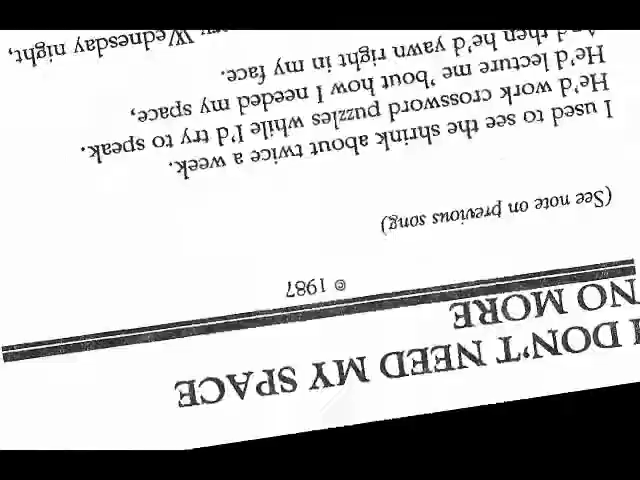 I DON'T NEED MY SPACE
NO MORE
© 1987
(See note on previous song)
I used to see the shrink about twice a week.
He'd work crossword puzzles while I'd try to speak.
He'd lecture me 'bout how I needed my space,
And then he'd yawn right in my face.
Wednesday night,